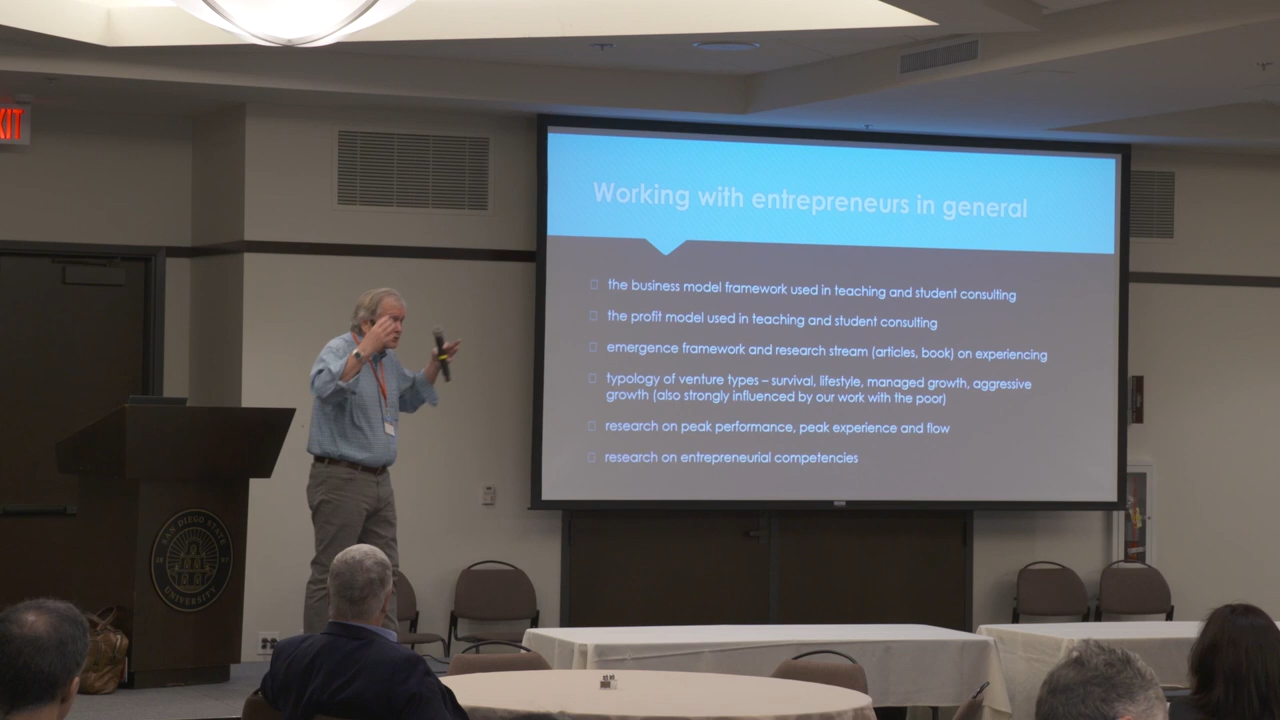 XIT
Working with entrepreneurs in general
the business model framework used in teaching and student consulting
the profit model used in teaching and student consulting
emergence framework and research stream (articles, book) on experiencing
typology of venture types – survival, lifestyle, managed growth, aggressive
growth (also strongly influenced by our work with the poor)
research on peak performance, peak experience and flow
research on entrepreneurial competencies
SAN DIEGO STATE
18 97
UNIVERSITY